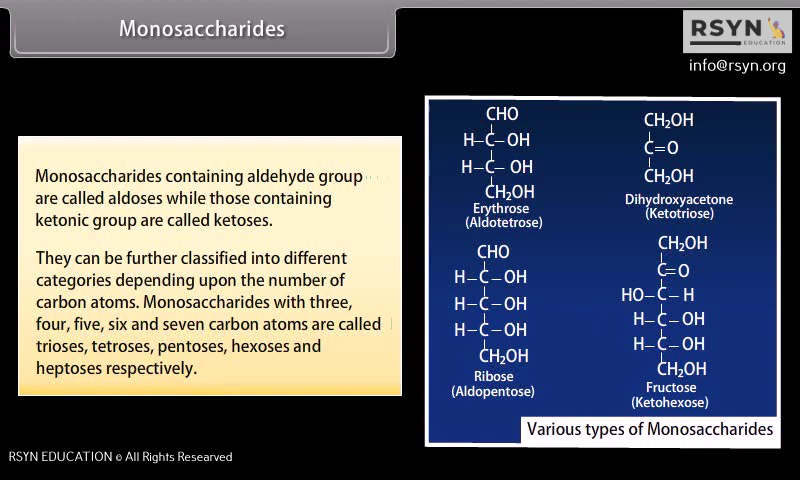 Monosaccharides
RSYN
EDUCATION
info@rsyn.org
Monosaccharides containing aldehyde group
are called aldoses while those containing
ketonic group are called ketoses.
They can be further classified into different
categories depending upon the number of
carbon atoms. Monosaccharides with three,
four, five, six and seven carbon atoms are called
trioses, tetroses, pentoses, hexoses and
heptoses respectively.
CHO
H–C–OH
H–C–OH
CH₂OH
Erythrose
(Aldotetrose)
CH₂OH
C=O
CH₂OH
Dihydroxyacetone
(Ketotriose)
CHO
H–C–OH
H–C–OH
H–C–OH
CH₂OH
Ribose
(Aldopentose)
CH₂OH
C=O
HO–C–H
H–C–OH
H–C–OH
CH₂OH
Fructose
(Ketohexose)
Various types of Monosaccharides
RSYN EDUCATION © All Rights Researved